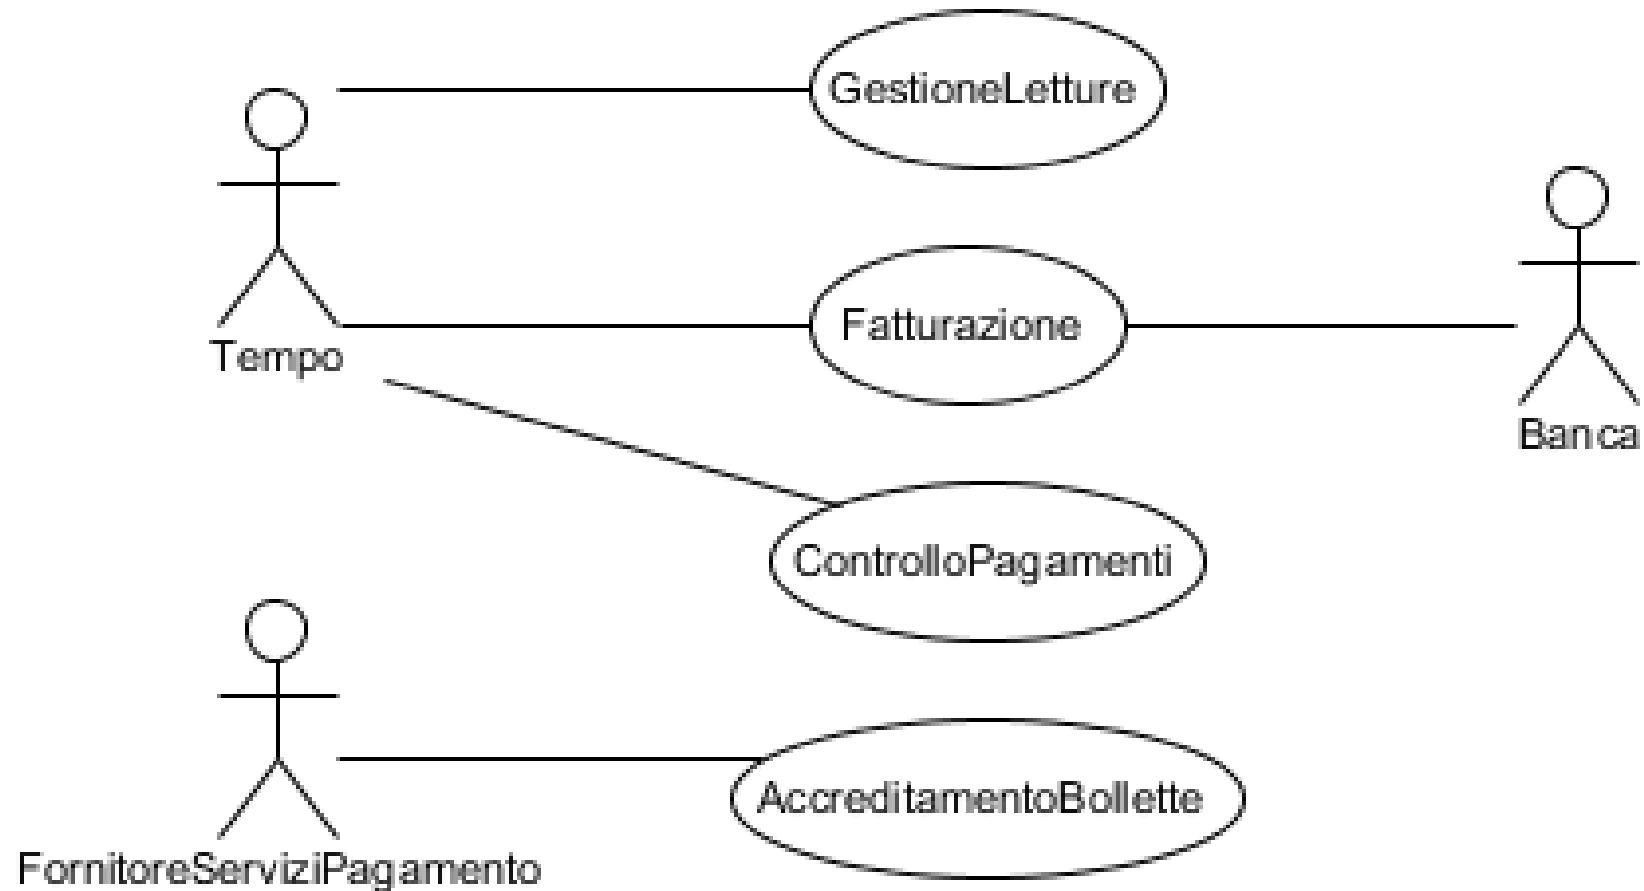 GestioneLetture
Tempo
Fatturazione
Banca
ControlloPagamenti
AccreditamentoBollette
FornitoreServiziPagamento